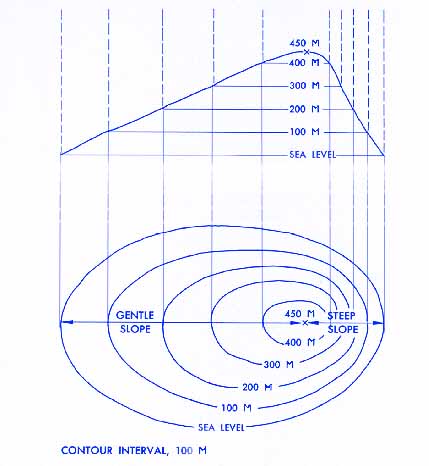 450 M
400 M
300 M
200 M
100 M
SEA LEVEL
GENTLE
SLOPE
450 M
STEEP
SLOPE
400 M
300 M
200 M
100 M
SEA LEVEL
CONTOUR INTERVAL, 100 M